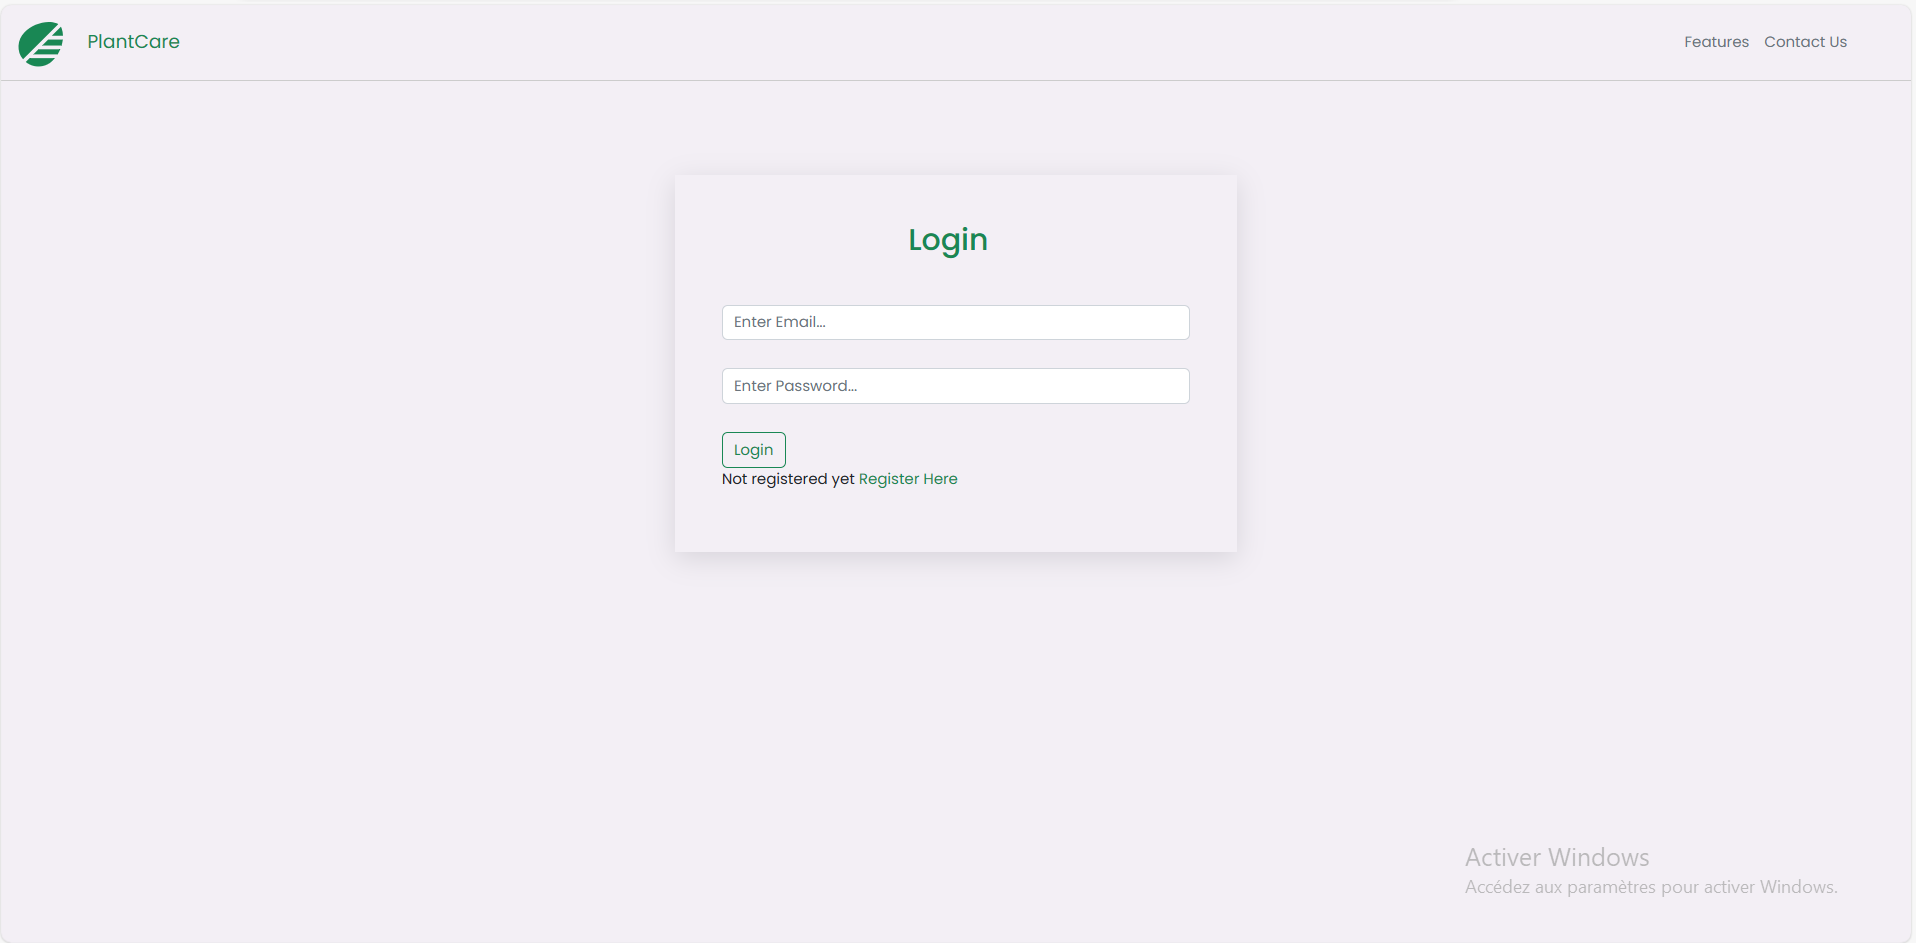 PlantCare
Features Contact Us
Login
Enter Email...
Enter Password...
Login
Not registered yet Register Here
Activer Windows
Accédez aux paramètres pour activer Windows.